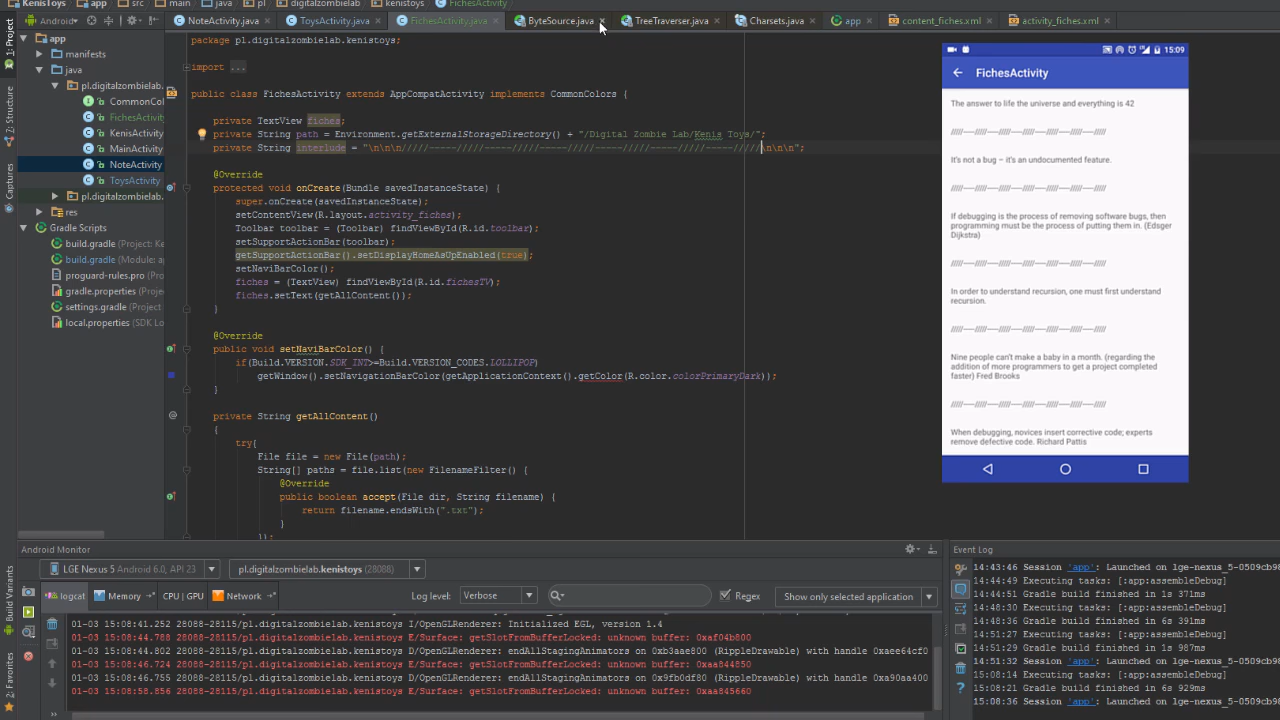 KenisToys app src main java pl digitalzombielab kenistoys FichesActivity
Android
NoteActivity.java
ToysActivity.java
FichesActivity.java
ByteSource.java
TreeTraverser.java
Charsets.java
app
content_fiches.xml
activity_fiches.xml
1: Project
7: Structure
Captures
Build Variants
2: Favorites
app
manifests
java
pl.digitalzombielab.
CommonCol
FichesActivity
KenisActivity
MainActivity
NoteActivity
ToysActivity
pl.digitalzombielab.
res
Gradle Scripts
build.gradle (Project: Ke
build.gradle (Module: ap
proguard-rules.pro
gradle.properties (Projec
settings.gradle (Project
local.properties (SDK Lo
package pl.digitalzombielab.kenistoys;
import ...
public class FichesActivity extends AppCompatActivity implements CommonColors {
private TextView fiches;
private String path = Environment.getExternalStorageDirectory() + "/Digital Zombie Lab/Kenis Toys/";
private String interlude = "\n\n\n/////-----/////-----/////-----/////-----/////-----/////-----/////\n\n\n";
@Override
protected void onCreate(Bundle savedInstanceState) {
super.onCreate(savedInstanceState);
setContentView(R.layout.activity_fiches);
Toolbar toolbar = (Toolbar) findViewById(R.id.toolbar);
setSupportActionBar(toolbar);
getSupportActionBar().setDisplayHomeAsUpEnabled(true);
setNaviBarColor();
fiches = (TextView) findViewById(R.id.fichesTV);
fiches.setText(getAllContent());
}
@Override
public void setNaviBarColor() {
if(Build.VERSION.SDK_INT>=Build.VERSION_CODES.LOLLIPOP)
getWindow().setNavigationBarColor(getApplicationContext().getColor(R.color.colorPrimaryDark));
}
private String getAllContent()
{
try{
File file = new File(path);
String[] paths = file.list(new FilenameFilter() {
@Override
public boolean accept(File dir, String filename) {
return filename.endsWith(".txt");
}
});
15:09
FichesActivity
The answer to life the universe and everything is 42
/////-----/////-----/////-----/////-----/////-----/////-----/////
It's not a bug – it's an undocumented feature.
/////-----/////-----/////-----/////-----/////-----/////-----/////
If debugging is the process of removing software bugs, then
programming must be the process of putting them in. (Edsger
Dijkstra)
/////-----/////-----/////-----/////-----/////-----/////-----/////
In order to understand recursion, one must first understand
recursion.
/////-----/////-----/////-----/////-----/////-----/////-----/////
Nine people can't make a baby in a month. (regarding the
addition of more programmers to get a project completed
faster) Fred Brooks
/////-----/////-----/////-----/////-----/////-----/////-----/////
When debugging, novices insert corrective code; experts
remove defective code. Richard Pattis
Android Monitor
LGE Nexus 5 Android 6.0, API 23
pl.digitalzombielab.kenistoys (28088)
logcat
Memory
CPU | GPU
Network
Log level:
Verbose
Regex
Show only selected application
01-03 15:08:41.252 28088-28115/pl.digitalzombielab.kenistoys I/OpenGLRenderer: Initialized EGL, version 1.4
01-03 15:08:44.788 28088-28115/pl.digitalzombielab.kenistoys E/Surface: getSlotFromBufferLocked: unknown buffer: 0xaf04b800
01-03 15:08:44.802 28088-28115/pl.digitalzombielab.kenistoys D/OpenGLRenderer: endAllStagingAnimators on 0xb3aae800 (RippleDrawable) with handle 0xaee64cf0
01-03 15:08:46.724 28088-28115/pl.digitalzombielab.kenistoys E/Surface: getSlotFromBufferLocked: unknown buffer: 0xaa844850
01-03 15:08:47.756 28088-28115/pl.digitalzombielab.kenistoys D/OpenGLRenderer: endAllStagingAnimators on 0x9fb0d180 (RippleDrawable) with handle 0xa90aa400
01-03 15:08:58.856 28088-28115/pl.digitalzombielab.kenistoys E/Surface: getSlotFromBufferLocked: unknown buffer: 0xaa845660
Event Log
14:43:46 Session 'app': Launched on lge-nexus_5-0509cb98
14:44:49 Executing tasks: [:app:assembleDebug]
14:44:51 Gradle build finished in 1s 371ms
14:48:30 Executing tasks: [:app:assembleDebug]
14:48:36 Gradle build finished in 6s 391ms
14:51:27 Executing tasks: [:app:assembleDebug]
14:51:29 Gradle build finished in 1s 987ms
14:51:32 Session 'app': Launched on lge-nexus_5-0509cb98
15:08:14 Executing tasks: [:app:assembleDebug]
15:08:21 Gradle build finished in 6s 929ms
15:08:36 Session 'app': Launched on lge-nexus_5-0509cb98